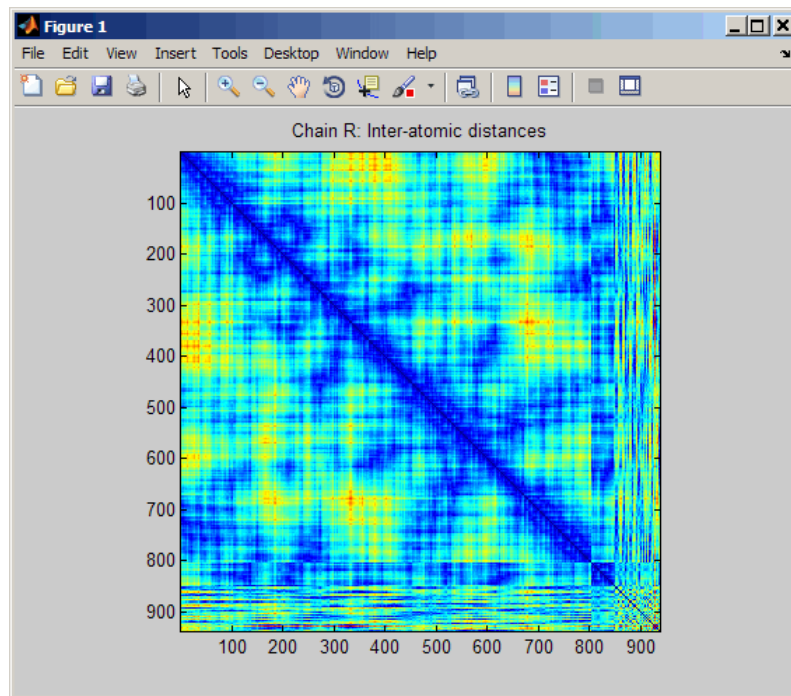 Figure 1
File Edit View Insert Tools Desktop Window Help
Chain R: Inter-atomic distances
100
200
300
400
500
600
700
800
900
100 200 300 400 500 600 700 800 900